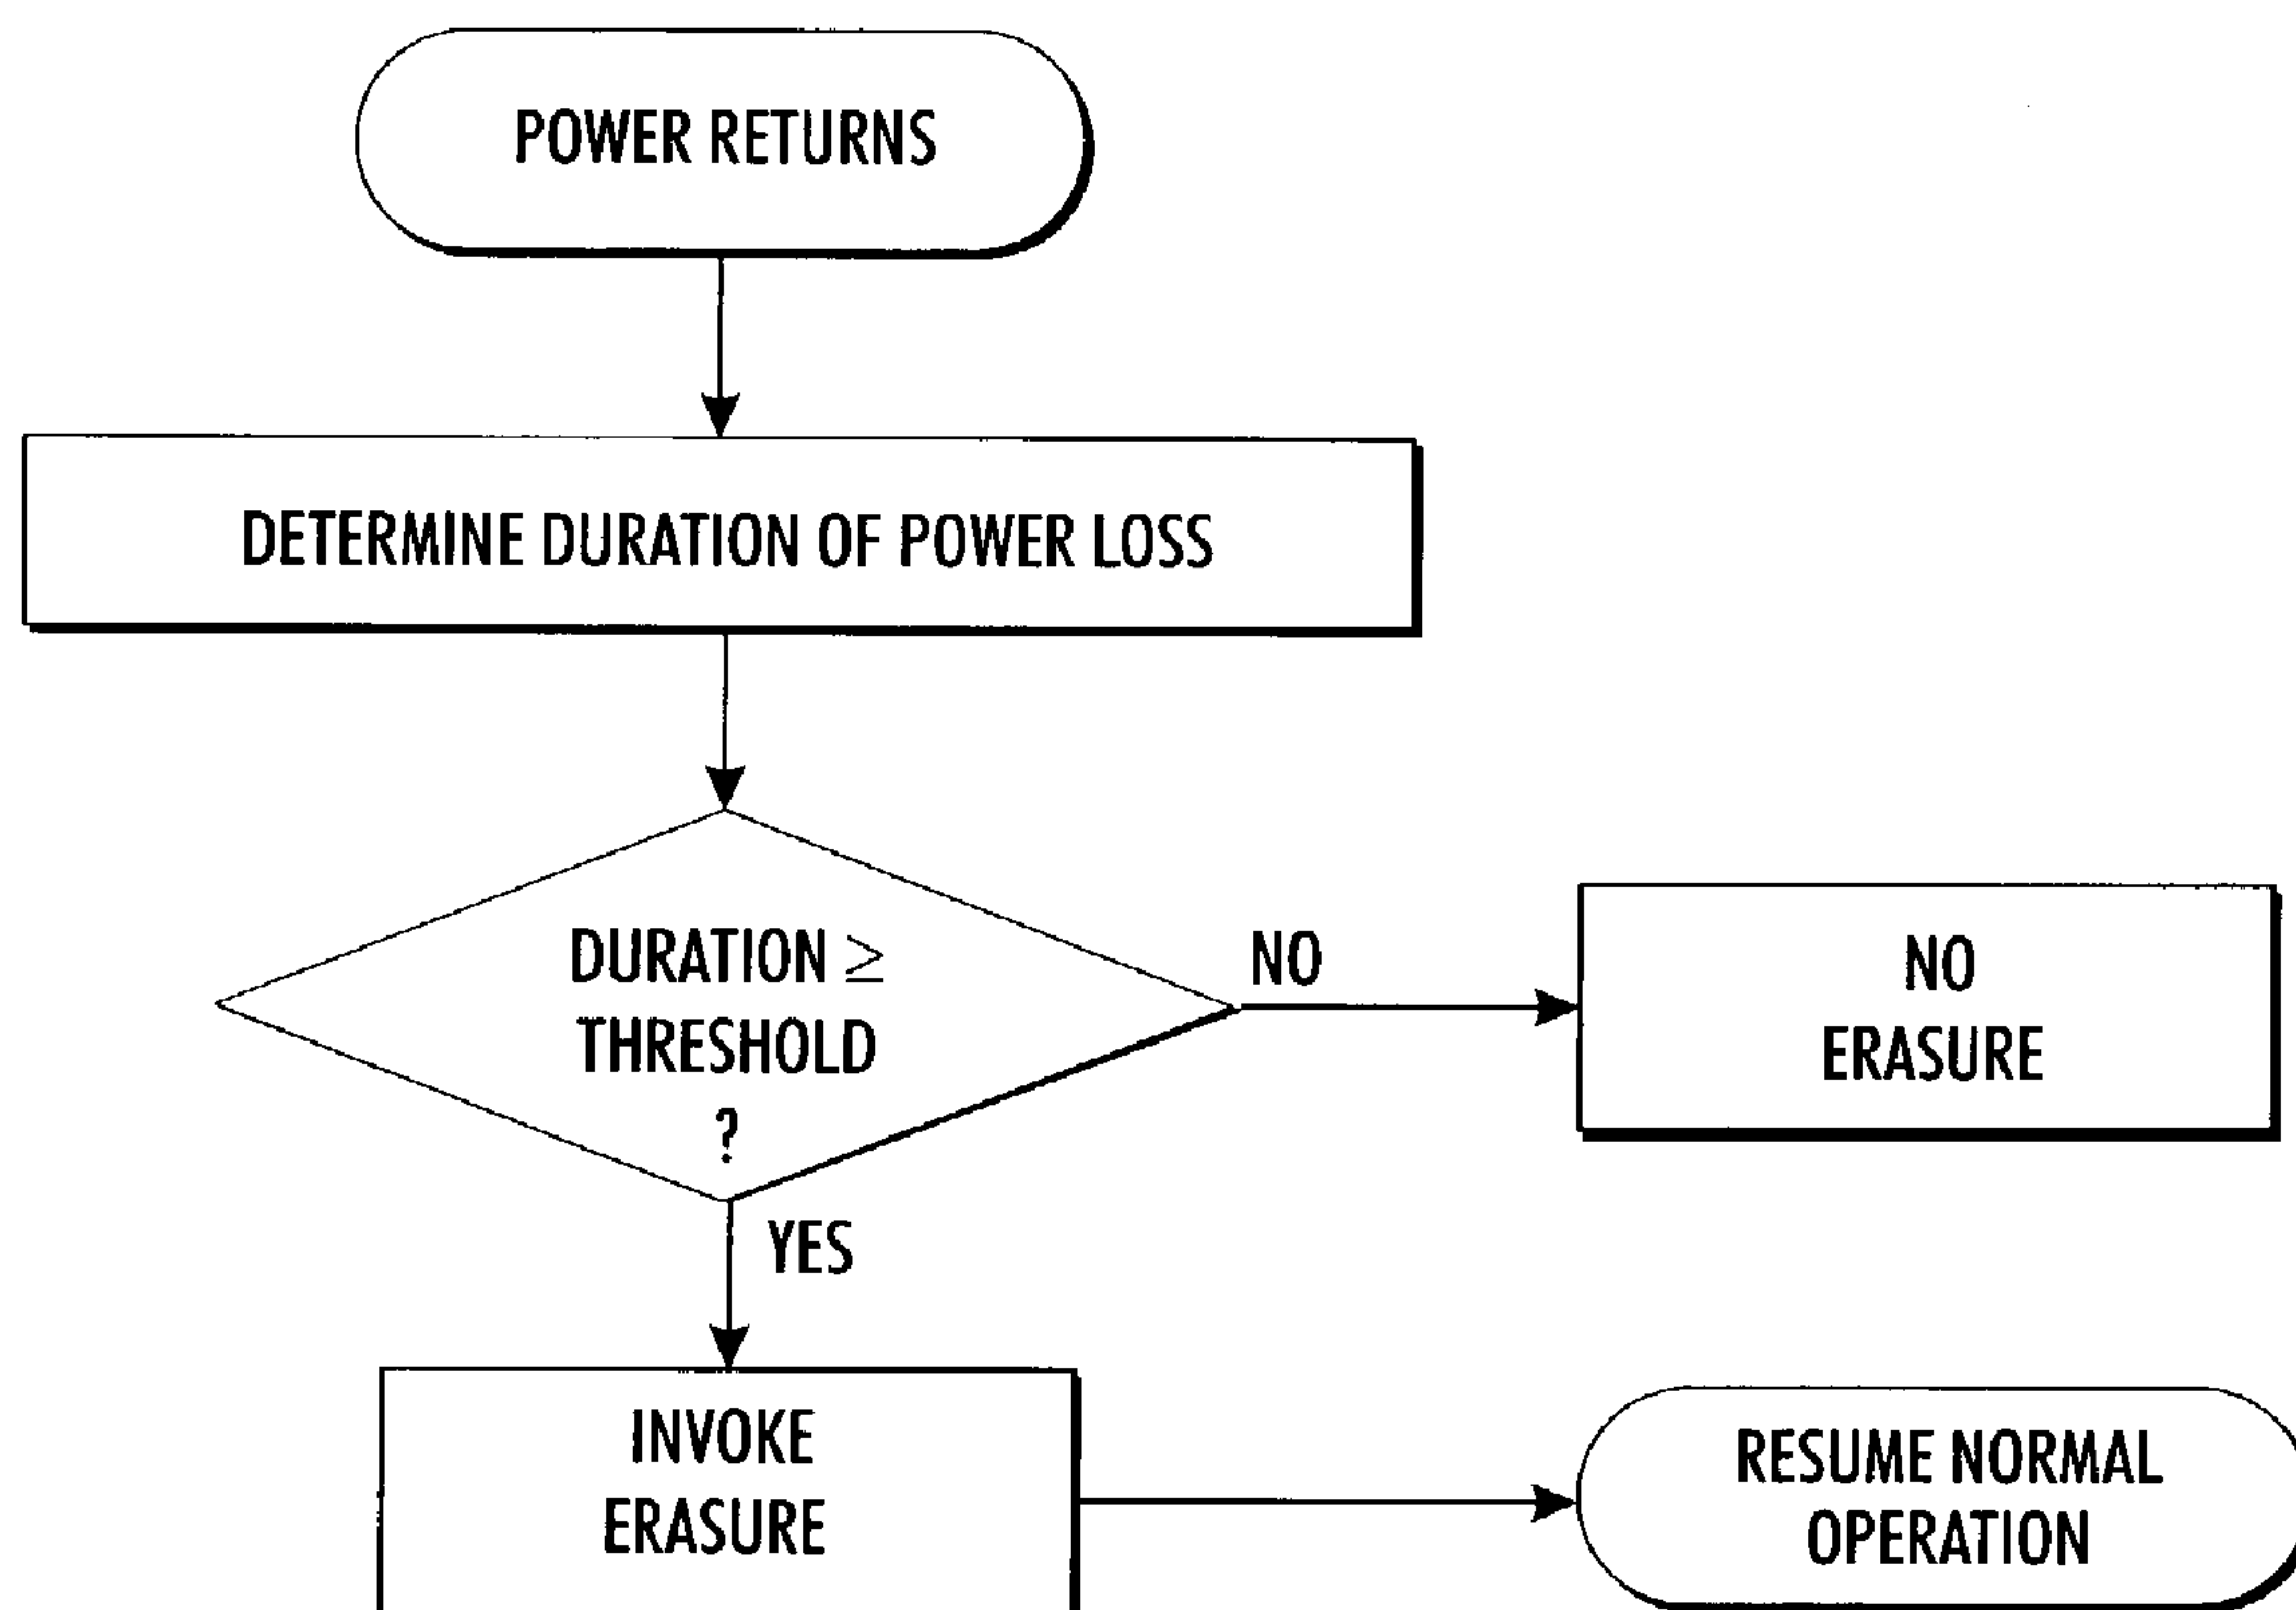 POWER RETURNS
DETERMINE DURATION OF POWER LOSS
DURATION ≥
THRESHOLD
?
NO
NO
ERASURE
YES
INVOKE
ERASURE
RESUME NORMAL
OPERATION